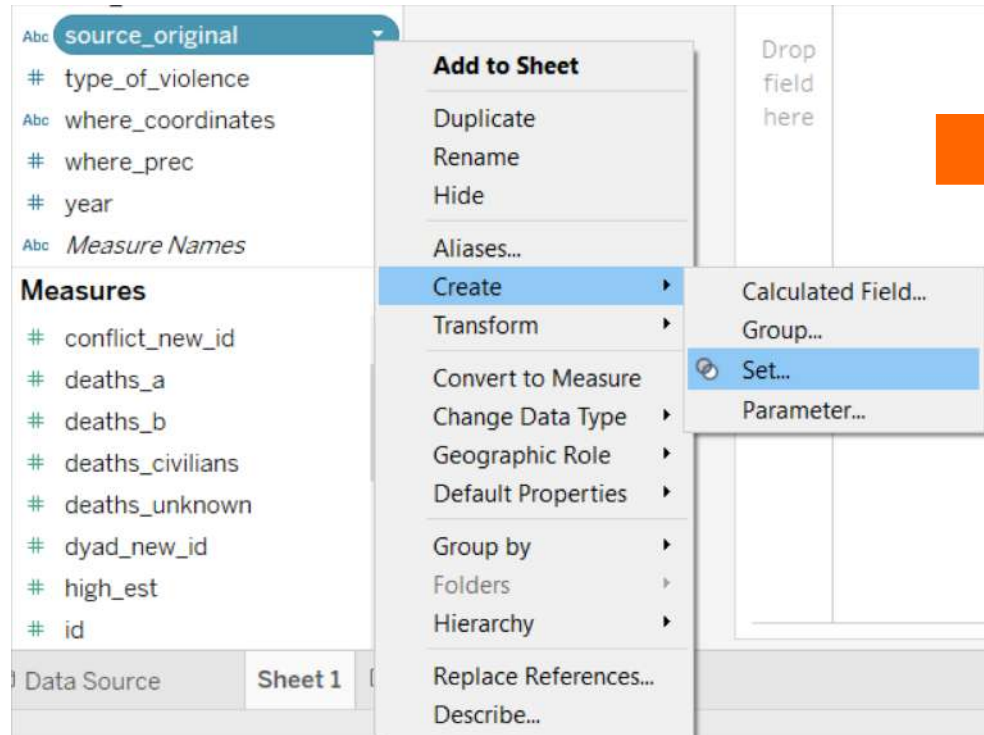 Abc source_original
# type_of_violence
Abc where_coordinates
# where_prec
# year
Abc Measure Names
Measures
# conflict_new_id
# deaths_a
# deaths_b
# deaths_civilians
# deaths_unknown
# dyad_new_id
# high_est
# id
Data Source
Sheet 1
Add to Sheet
Duplicate
Rename
Hide
Aliases...
Create
Transform
Convert to Measure
Change Data Type
Geographic Role
Default Properties
Group by
Folders
Hierarchy
Replace References...
Describe...
Calculated Field...
Group...
Set...
Parameter...
Drop
field
here